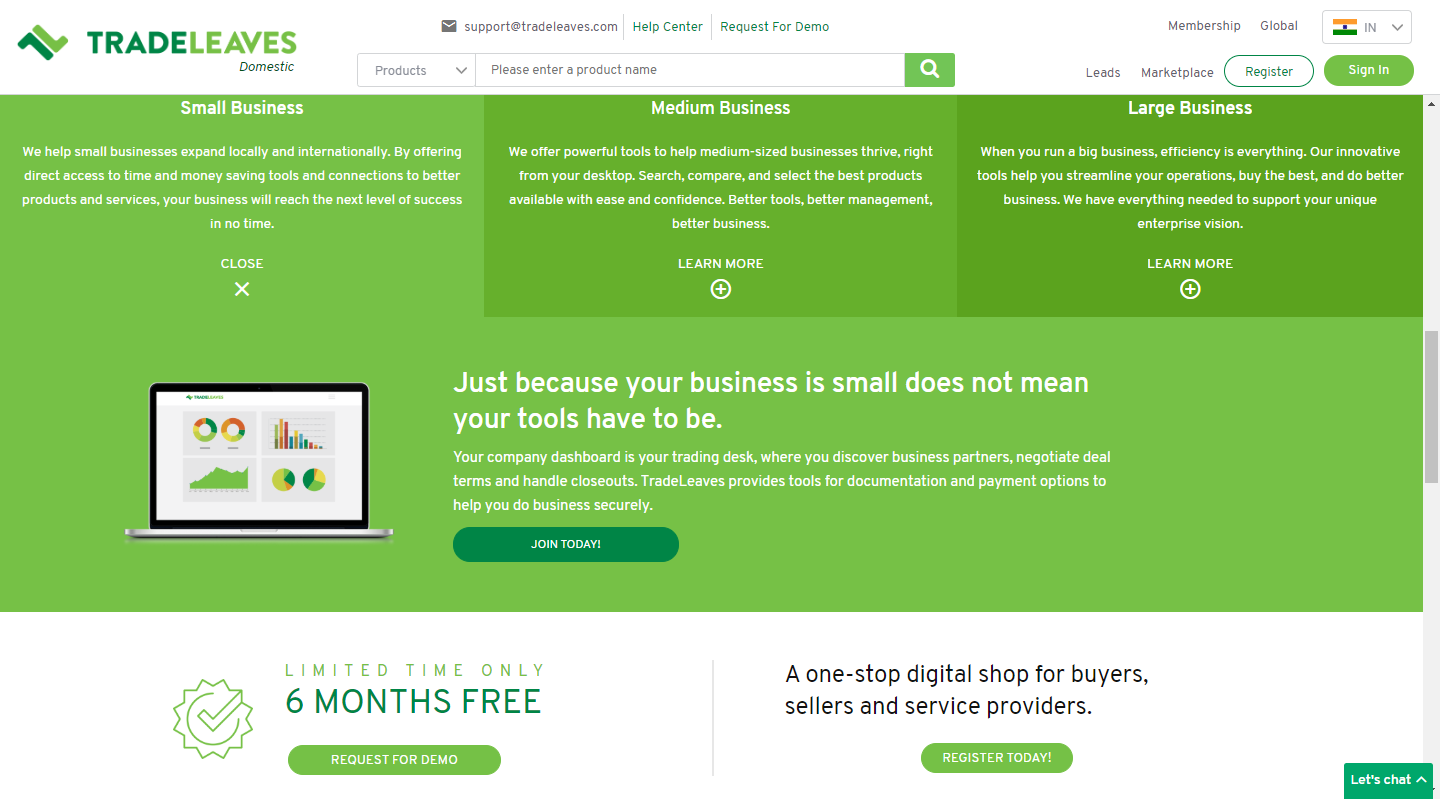 support@tradeleaves.com
Help Center
Request For Demo
Membership
Global
IN
TRADELEAVES
Domestic
Products
Please enter a product name
Leads
Marketplace
Register
Sign In
Small Business
We help small businesses expand locally and internationally. By offering
direct access to time and money saving tools and connections to better
products and services, your business will reach the next level of success
in no time.
CLOSE
Medium Business
We offer powerful tools to help medium-sized businesses thrive, right
from your desktop. Search, compare, and select the best products
available with ease and confidence. Better tools, better management,
better business.
LEARN MORE
Large Business
When you run a big business, efficiency is everything. Our innovative
tools help you streamline your operations, buy the best, and do better
business. We have everything needed to support your unique
enterprise vision.
LEARN MORE
TRADELEAVES
Just because your business is small does not mean
your tools have to be.
Your company dashboard is your trading desk, where you discover business partners, negotiate deal
terms and handle closeouts. TradeLeaves provides tools for documentation and payment options to
help you do business securely.
JOIN TODAY!
LIMITED TIME ONLY
6 MONTHS FREE
REQUEST FOR DEMO
A one-stop digital shop for buyers,
sellers and service providers.
REGISTER TODAY!
Let's chat